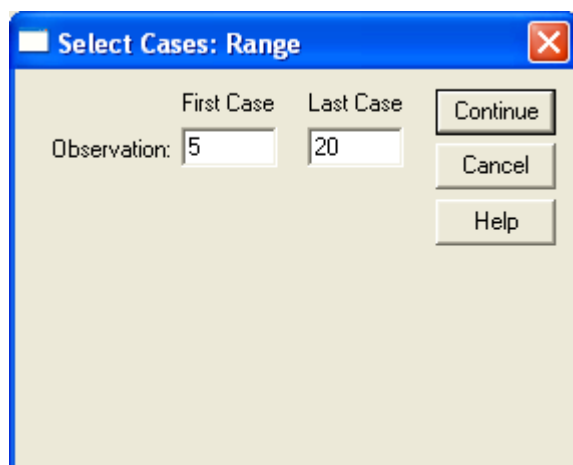 Select Cases: Range
First Case Last Case
Observation: 5 20
Continue
Cancel
Help